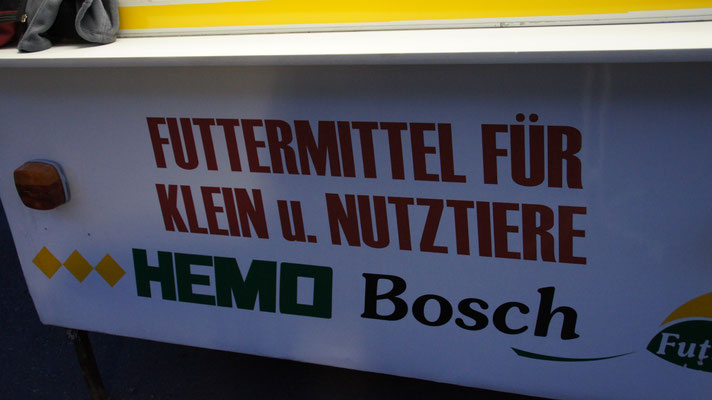 FUTTERMITTEL FÜR
KLEIN u. NUTZTIERE
HEMO Bosch